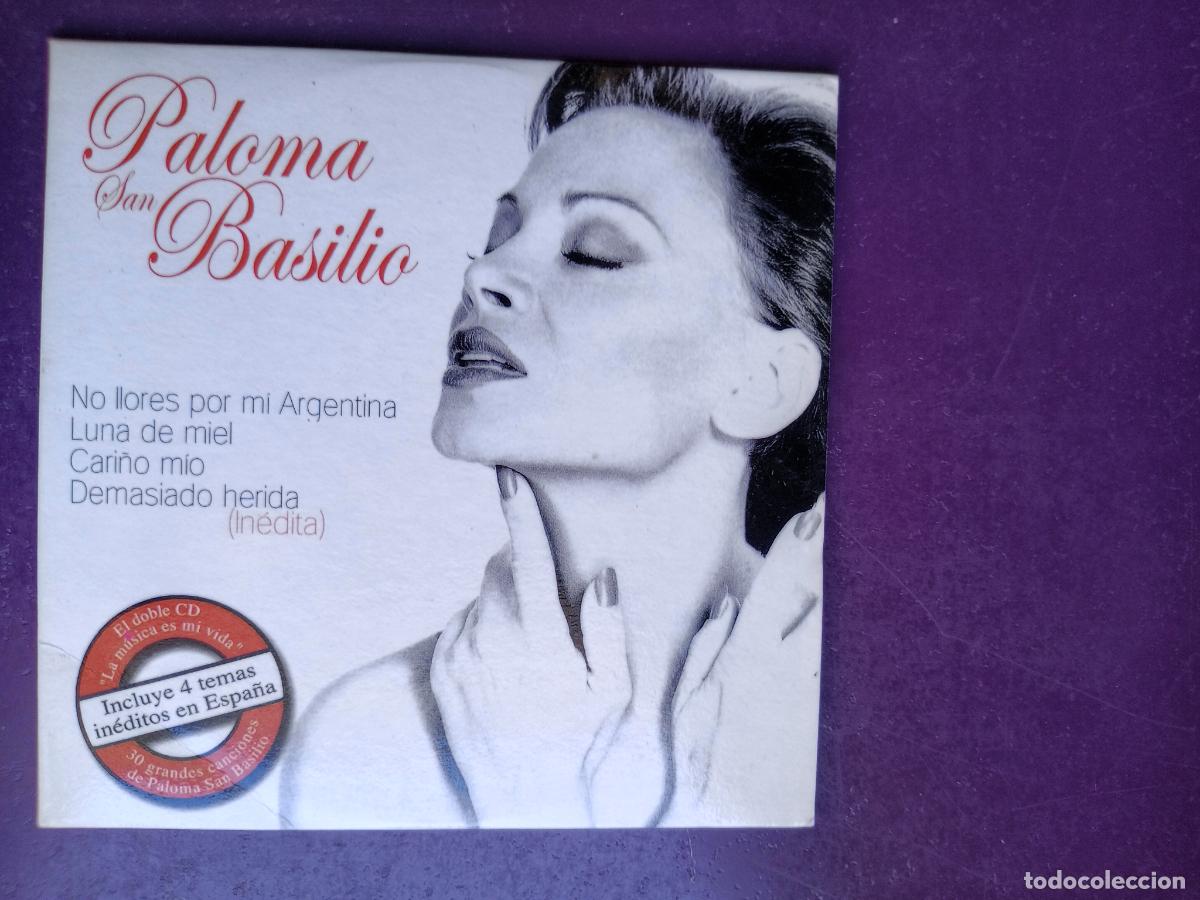 Paloma
San
Basilio
No llores por mi Argentina
Luna de miel
Cariño mío
Demasiado herida
(Inédita)
El doble CD
"La música es mi vida"
Incluye 4 temas
inéditos en España
30 grandes canciones
de Paloma San Basilio
todocoleccion